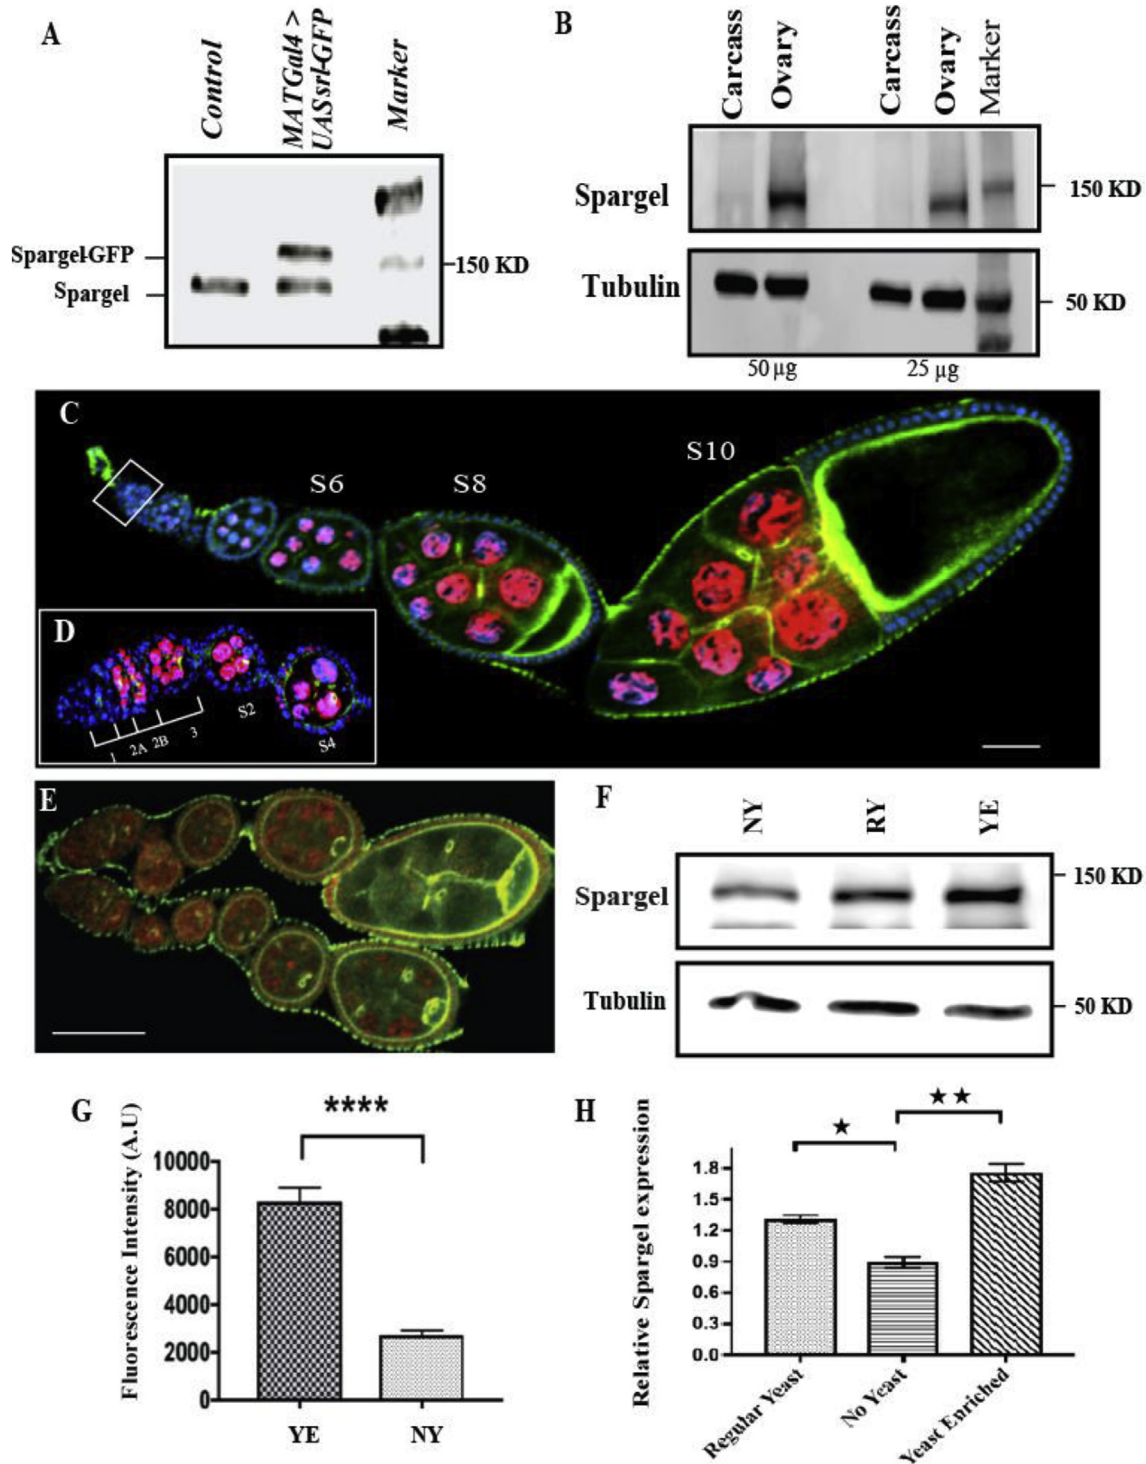 A
Control
MATGal4 >
UASsrl-GFP
Marker
Spargel-GFP
Spargel
150 KD
B
Carcass
Ovary
Carcass
Ovary
Marker
Spargel
150 KD
Tubulin
50 KD
50 µg
25 µg
C
S6
S8
S10
D
1
2A
2B
3
S2
S4
E
F
NY
RY
YE
Spargel
150 KD
Tubulin
50 KD
G
****
Fluorescence Intensity (A.U)
10000
8000
6000
4000
2000
0
YE
NY
H
★
★★
Relative Spargel expression
1.8
1.5
1.2
0.9
0.6
0.3
0.0
Regular Yeast
No Yeast
Yeast Enriched